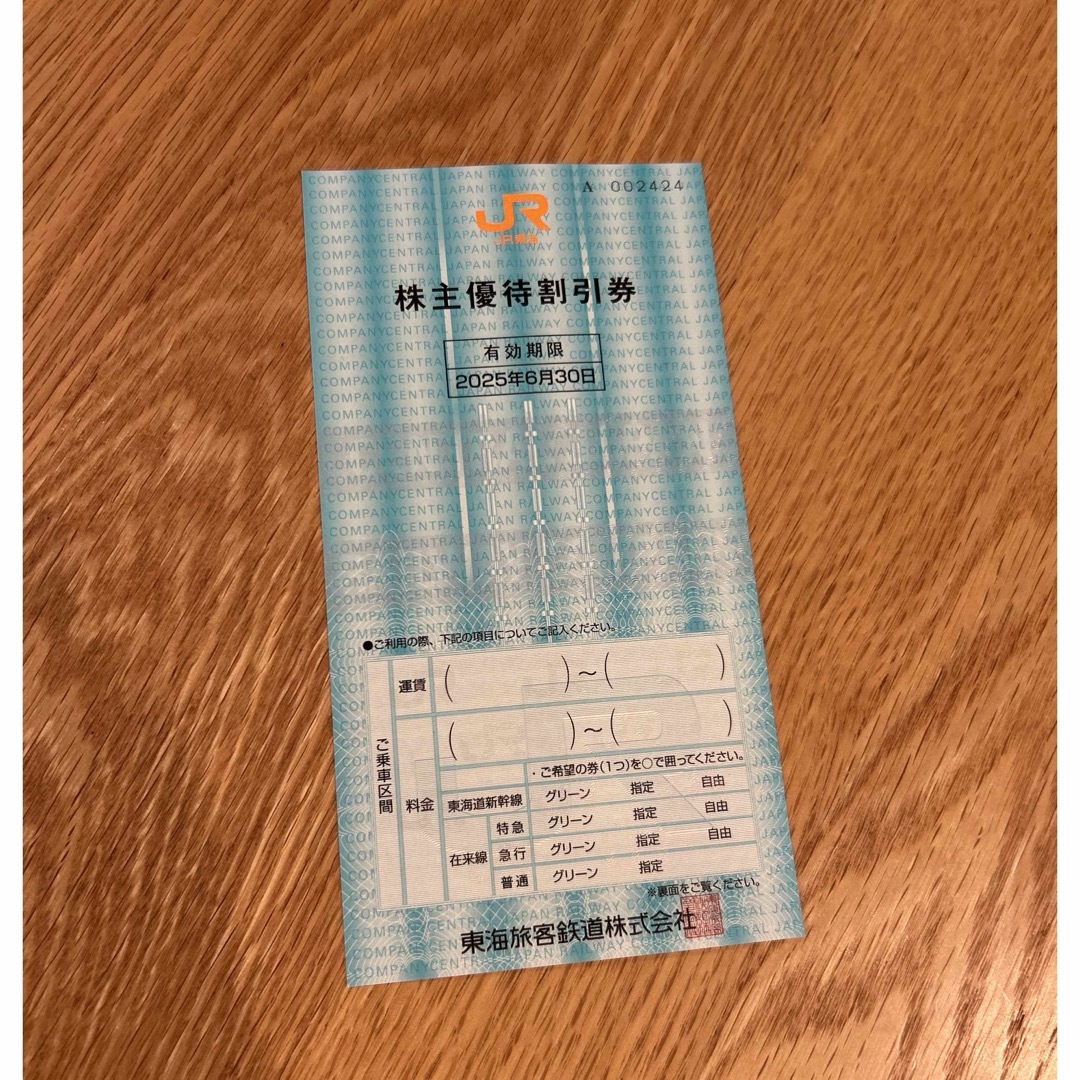 A 002424
JR
JR東海
株主優待割引券
有効期限
2025年6月30日
●ご利用の際、下記の項目についてご記入ください。
ご乗車区間
運賃 ( )～( )
料金 ( )～( )
・ご希望の券(1つ)を○で囲ってください。
東海道新幹線 グリーン 指定 自由
在来線 特急 グリーン 指定 自由
急行 グリーン 指定 自由
普通 グリーン 指定
※裏面をご覧ください。
東海旅客鉄道株式会社